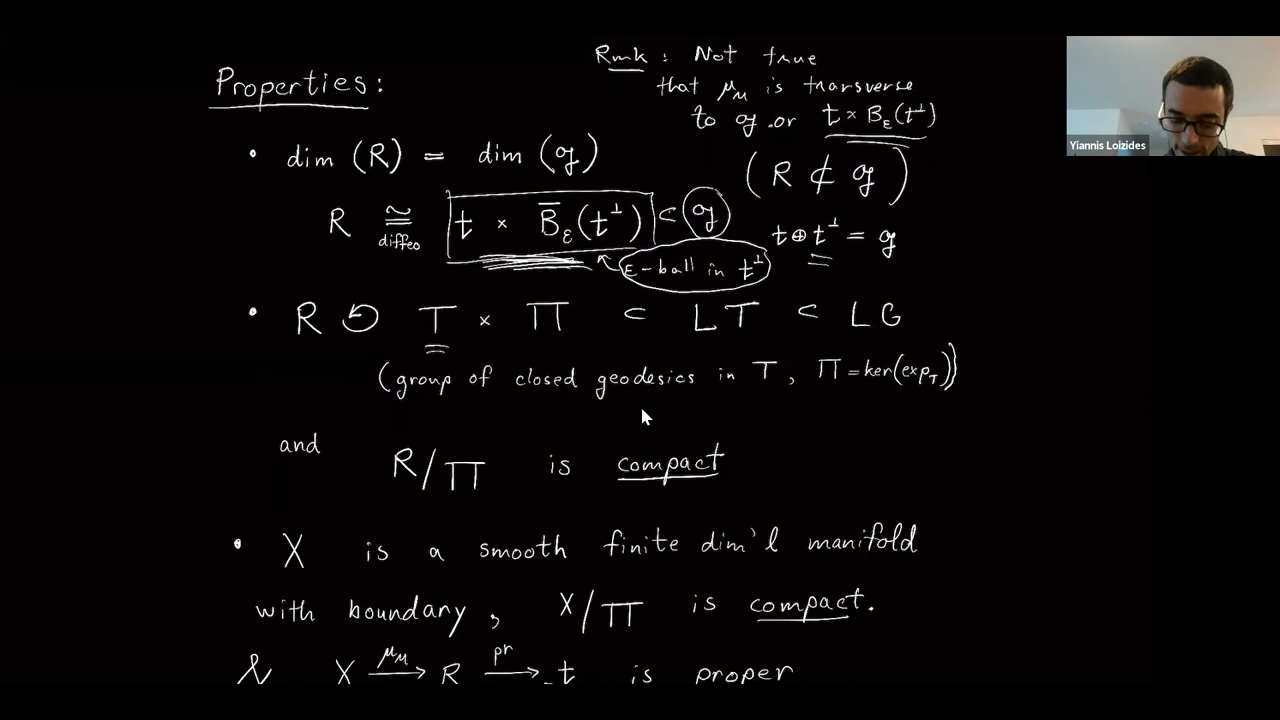 Properties:
Rmk : Not true
that μ_M is transverse
to 𝔤 or t × B_ε(t^⊥)
• dim (R) = dim (𝔤)
(R ⊄ 𝔤)
R ≅ t × B̄_ε(t^⊥) ⊂ 𝔤
diffeo
ε-ball in t^⊥
t ⊕ t^⊥ = 𝔤
• R ↺ T × Π ⊂ LT ⊂ LG
(group of closed geodesics in T, Π = ker(exp_T))
and R/Π is compact
• X is a smooth finite dim'l manifold
with boundary, X/Π is compact.
& X —μ_M→ R —pr→ t is proper
Yiannis Loizides